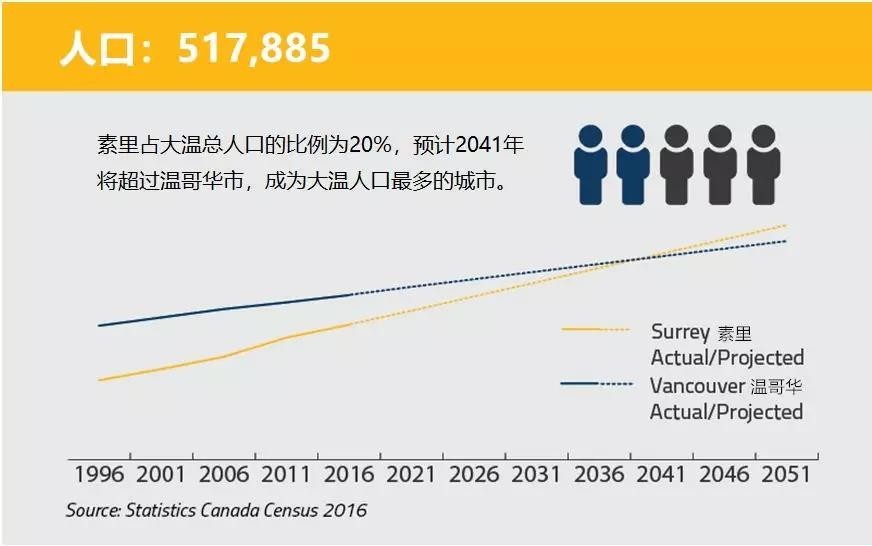 人口：517,885
素里占大温总人口的比例为20%，预计2041年
将超过温哥华市，成为大温人口最多的城市。
Surrey 素里
Actual/Projected
Vancouver 温哥华
Actual/Projected
1996 2001 2006 2011 2016 2021 2026 2031 2036 2041 2046 2051
Source: Statistics Canada Census 2016